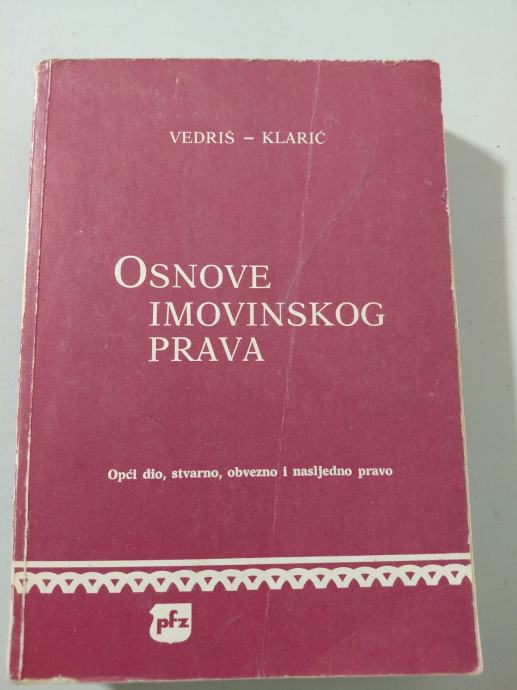 VEDRIŠ – KLARIĆ
OSNOVE
IMOVINSKOG
PRAVA
Opći dio, stvarno, obvezno i nasljedno pravo
pfz